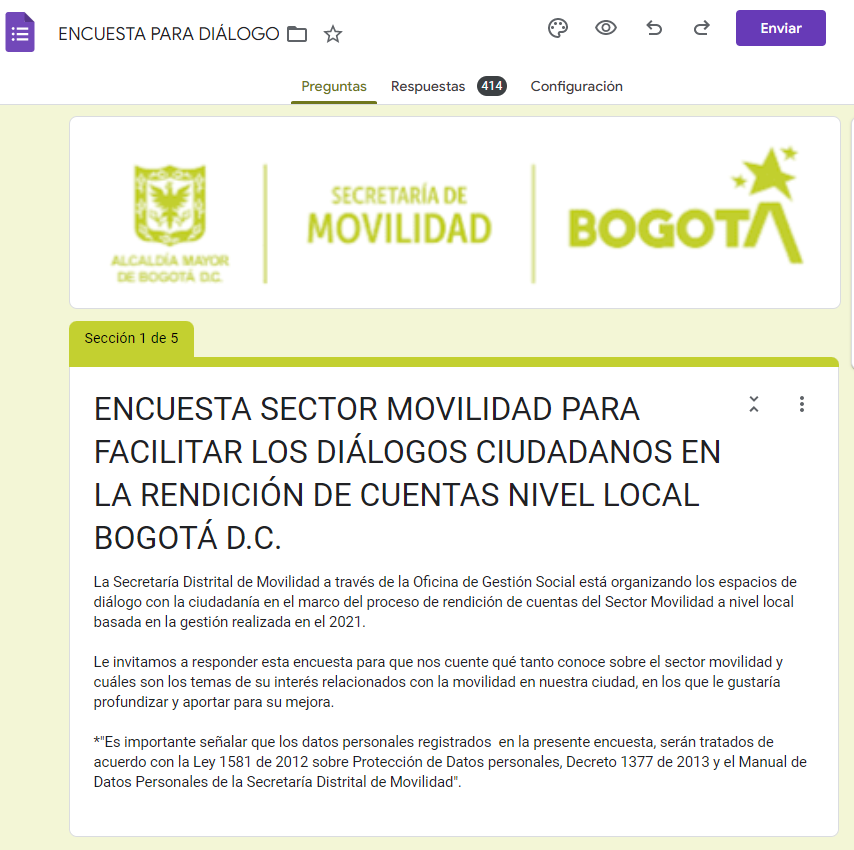 ENCUESTA PARA DIÁLOGO
Enviar
Preguntas Respuestas 414 Configuración
ALCALDÍA MAYOR
DE BOGOTÁ D.C.
SECRETARÍA DE
MOVILIDAD
BOGOTÁ
Sección 1 de 5
ENCUESTA SECTOR MOVILIDAD PARA
FACILITAR LOS DIÁLOGOS CIUDADANOS EN
LA RENDICIÓN DE CUENTAS NIVEL LOCAL
BOGOTÁ D.C.
La Secretaría Distrital de Movilidad a través de la Oficina de Gestión Social está organizando los espacios de
diálogo con la ciudadanía en el marco del proceso de rendición de cuentas del Sector Movilidad a nivel local
basada en la gestión realizada en el 2021.
Le invitamos a responder esta encuesta para que nos cuente qué tanto conoce sobre el sector movilidad y
cuáles son los temas de su interés relacionados con la movilidad en nuestra ciudad, en los que le gustaría
profundizar y aportar para su mejora.
*"Es importante señalar que los datos personales registrados  en la presente encuesta, serán tratados de
acuerdo con la Ley 1581 de 2012 sobre Protección de Datos personales, Decreto 1377 de 2013 y el Manual de
Datos Personales de la Secretaría Distrital de Movilidad".